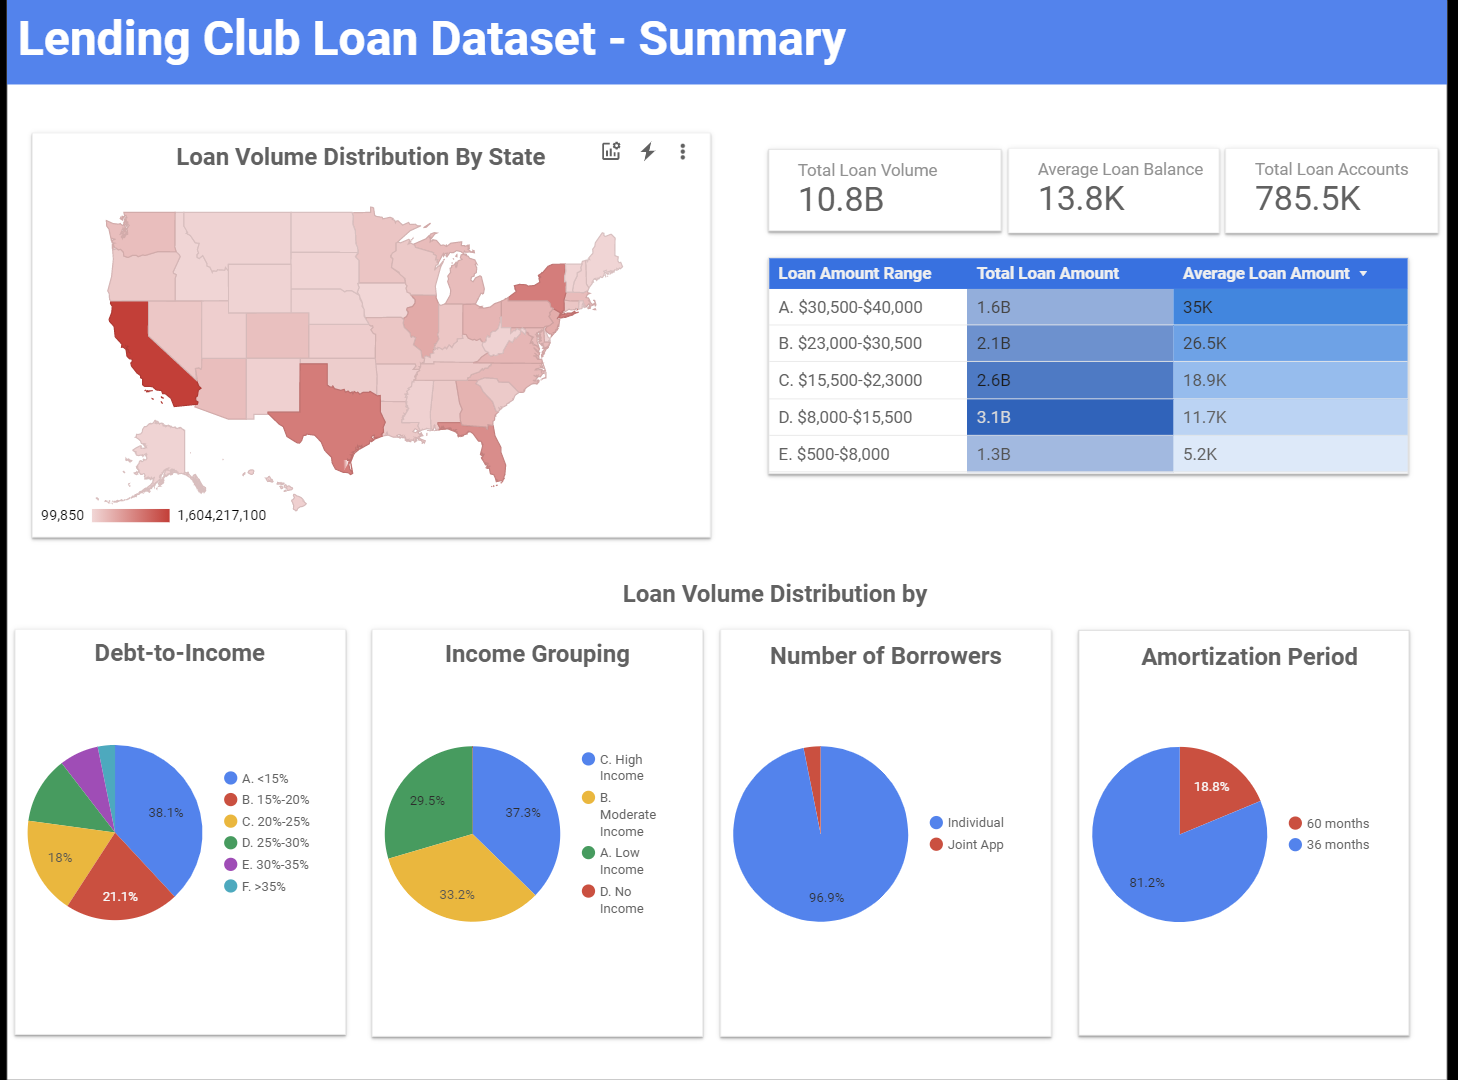 Lending Club Loan Dataset - Summary
Loan Volume Distribution By State
99,850
1,604,217,100
Total Loan Volume
10.8B
Average Loan Balance
13.8K
Total Loan Accounts
785.5K
Loan Amount Range Total Loan Amount Average Loan Amount
A. $30,500-$40,000 1.6B 35K
B. $23,000-$30,500 2.1B 26.5K
C. $15,500-$2,3000 2.6B 18.9K
D. $8,000-$15,500 3.1B 11.7K
E. $500-$8,000 1.3B 5.2K
Loan Volume Distribution by
Debt-to-Income
38.1%
18%
21.1%
A. <15%
B. 15%-20%
C. 20%-25%
D. 25%-30%
E. 30%-35%
F. >35%
Income Grouping
29.5%
37.3%
33.2%
C. High
Income
B.
Moderate
Income
A. Low
Income
D. No
Income
Number of Borrowers
96.9%
Individual
Joint App
Amortization Period
18.8%
81.2%
60 months
36 months